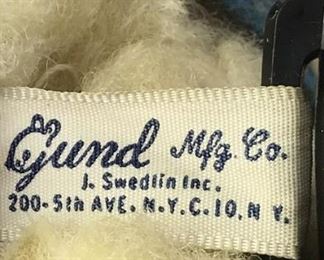 Gund Mfg. Co.
J. Swedlin Inc.
200-5th AVE. N.Y.C.10.N Y.